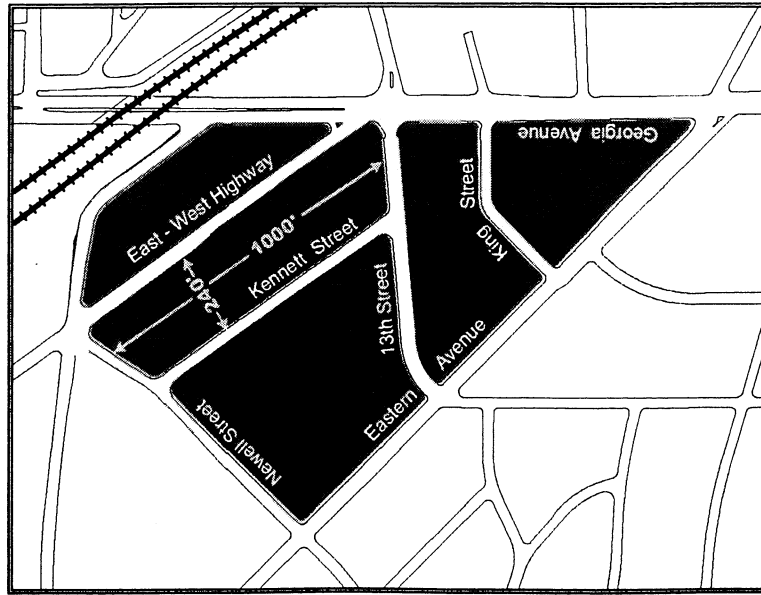 Georgia Avenue
East - West Highway
1000'
240'
Kennett Street
King Street
13th Street
Eastern Avenue
Newell Street